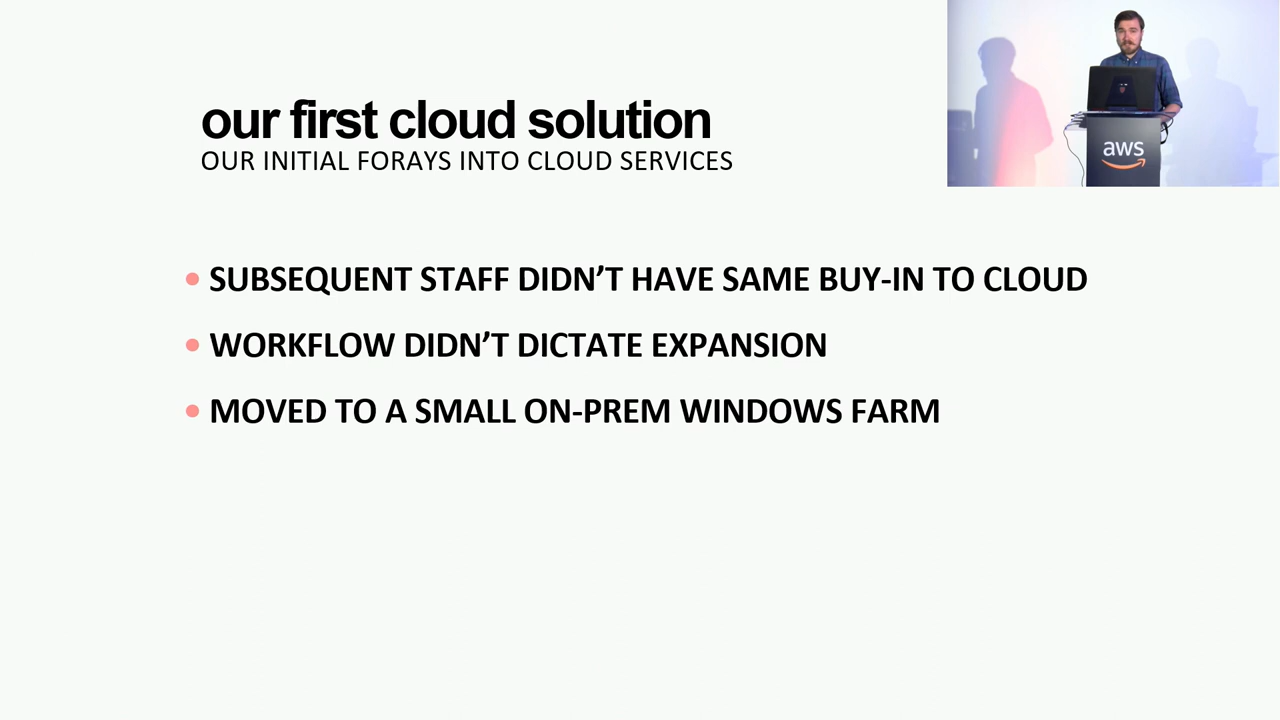 our first cloud solution
OUR INITIAL FORAYS INTO CLOUD SERVICES
aws
• SUBSEQUENT STAFF DIDN’T HAVE SAME BUY-IN TO CLOUD
• WORKFLOW DIDN’T DICTATE EXPANSION
• MOVED TO A SMALL ON-PREM WINDOWS FARM